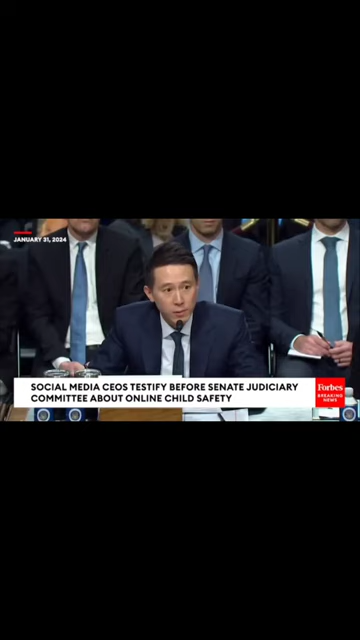 JANUARY 31, 2024
SOCIAL MEDIA CEOS TESTIFY BEFORE SENATE JUDICIARY
COMMITTEE ABOUT ONLINE CHILD SAFETY
Forbes
BREAKING
NEWS